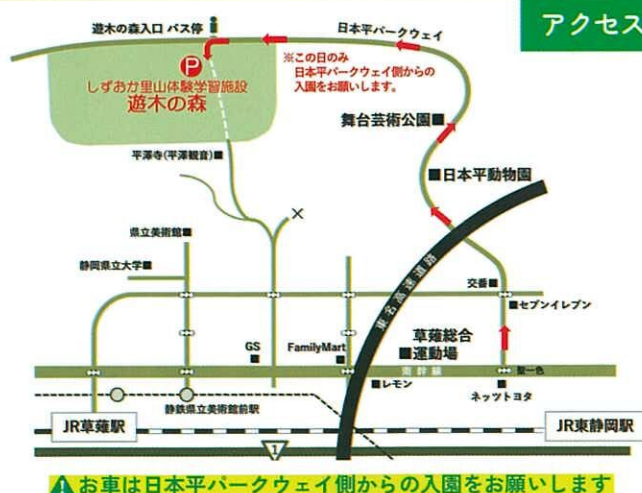 アクセス
遊木の森入口 バス停
日本平パークウェイ
P
※この日のみ
日本平パークウェイ側からの
入園をお願いします。
しずおか里山体験学習施設
遊木の森
舞台芸術公園
平澤寺(平澤観音)
日本平動物園
県立美術館
静岡県立大学
東名高速道路
交番
セブンイレブン
GS
FamilyMart
草薙総合
運動場
南幹線
聖一色
レモン
ネッツトヨタ
静鉄県立美術館前駅
JR草薙駅
JR東静岡駅
1
お車は日本平パークウェイ側からの入園をお願いします